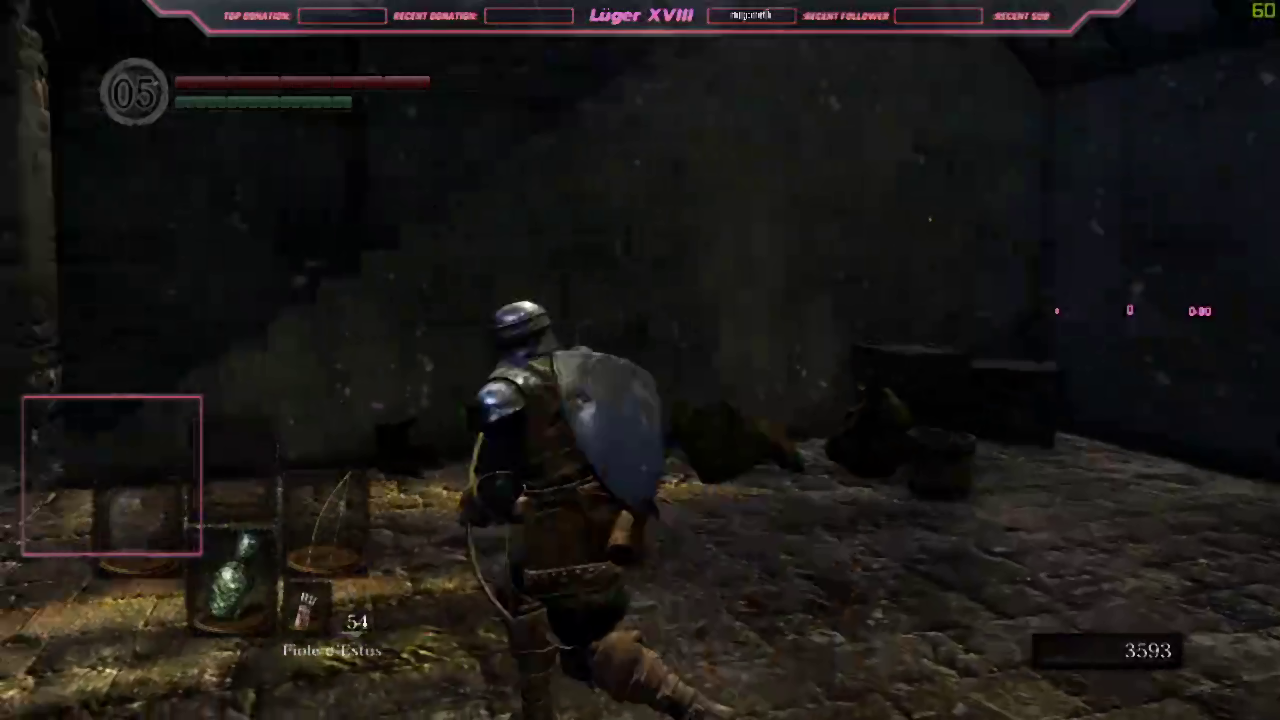 TOP DONATION: RECENT DONATION: Lüger XVIII :RECENT FOLLOWER :RECENT SUB
60
05
54
Fiole d'Estus
3593